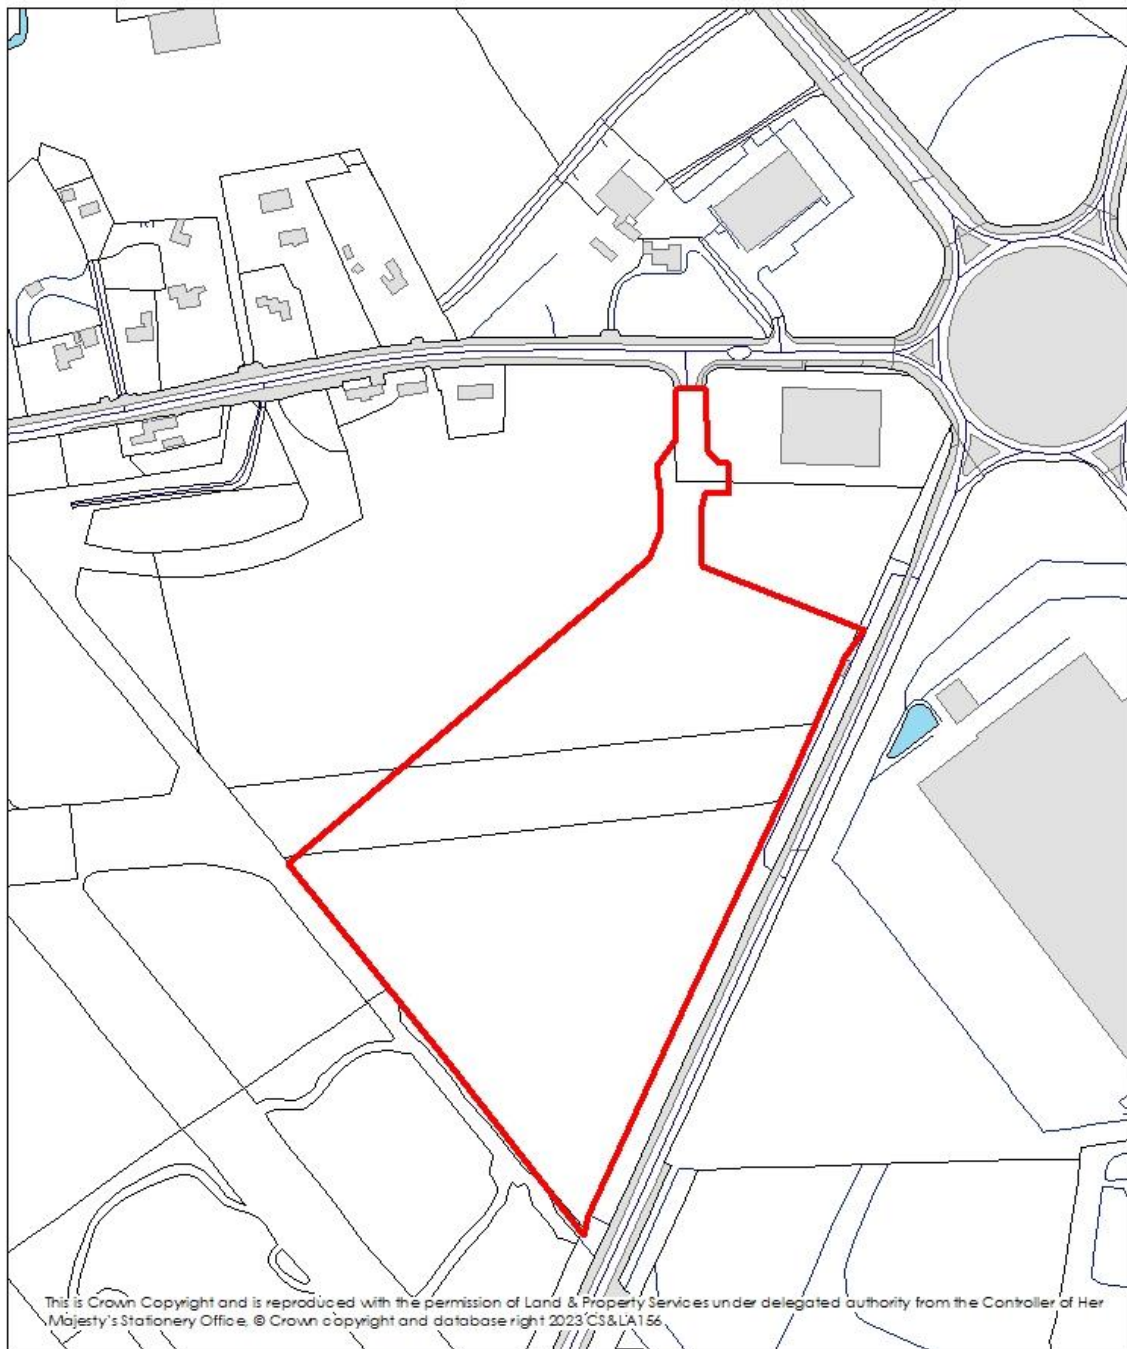 This is Crown Copyright and is reproduced with the permission of Land & Property Services under delegated authority from the Controller of Her
Majesty's Stationery Office, © Crown copyright and database right 2023 CS&LA156